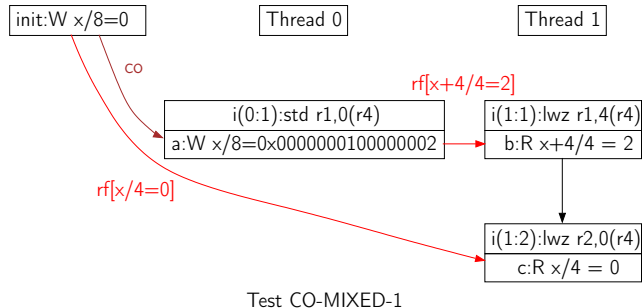 init:W x/8=0
Thread 0
Thread 1
co
rf[x+4/4=2]
i(0:1):std r1,0(r4)
a:W x/8=0x0000000100000002
i(1:1):lwz r1,4(r4)
b:R x+4/4 = 2
rf[x/4=0]
i(1:2):lwz r2,0(r4)
c:R x/4 = 0
Test CO-MIXED-1